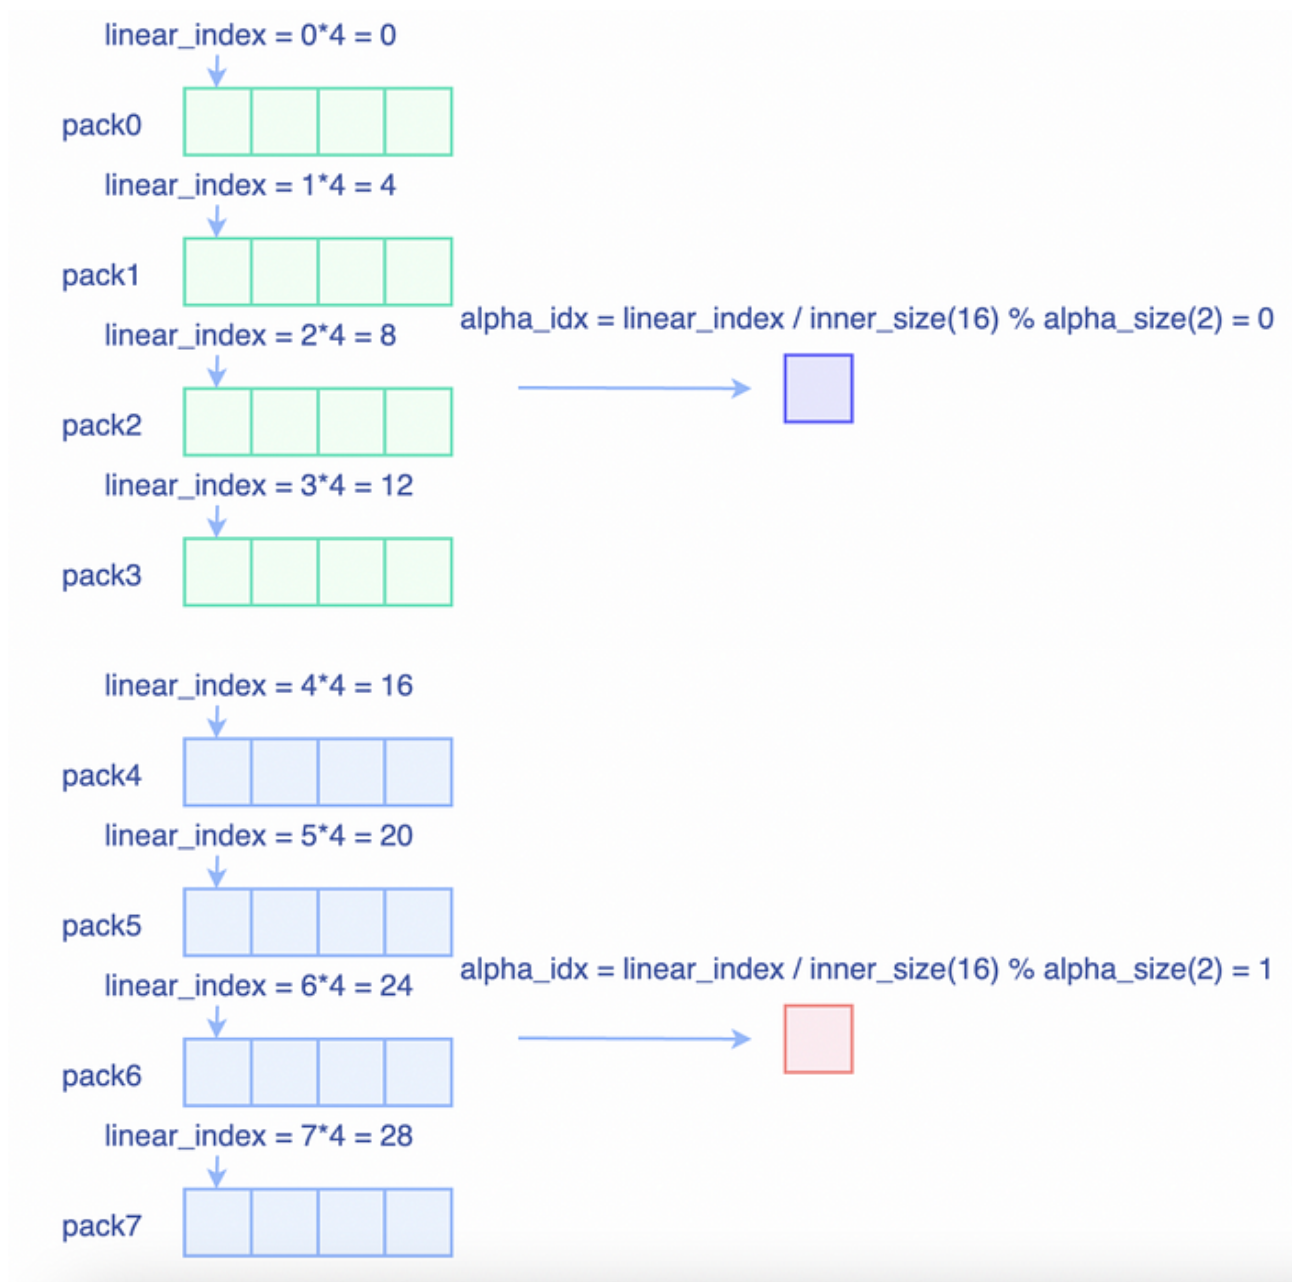 linear_index = 0*4 = 0
pack0
linear_index = 1*4 = 4
pack1
alpha_idx = linear_index / inner_size(16) % alpha_size(2) = 0
linear_index = 2*4 = 8
pack2
linear_index = 3*4 = 12
pack3
linear_index = 4*4 = 16
pack4
linear_index = 5*4 = 20
pack5
alpha_idx = linear_index / inner_size(16) % alpha_size(2) = 1
linear_index = 6*4 = 24
pack6
linear_index = 7*4 = 28
pack7